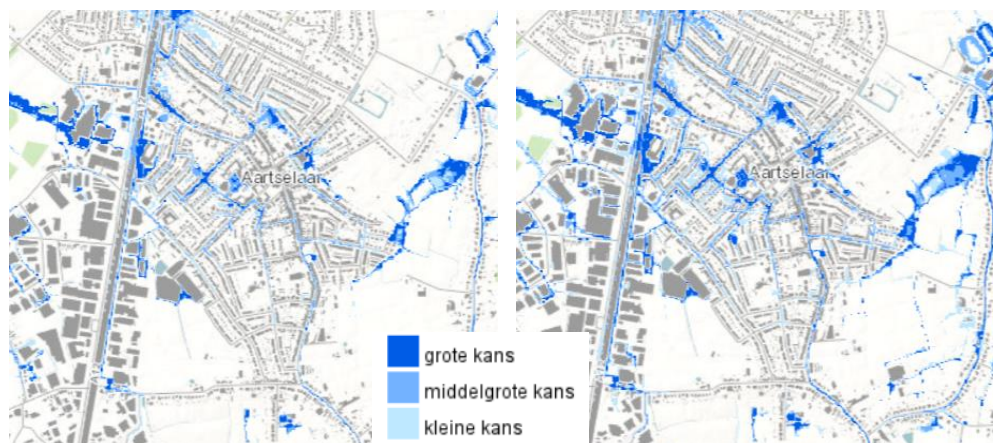 Aartselaar
Aartselaar
grote kans
middelgrote kans
kleine kans